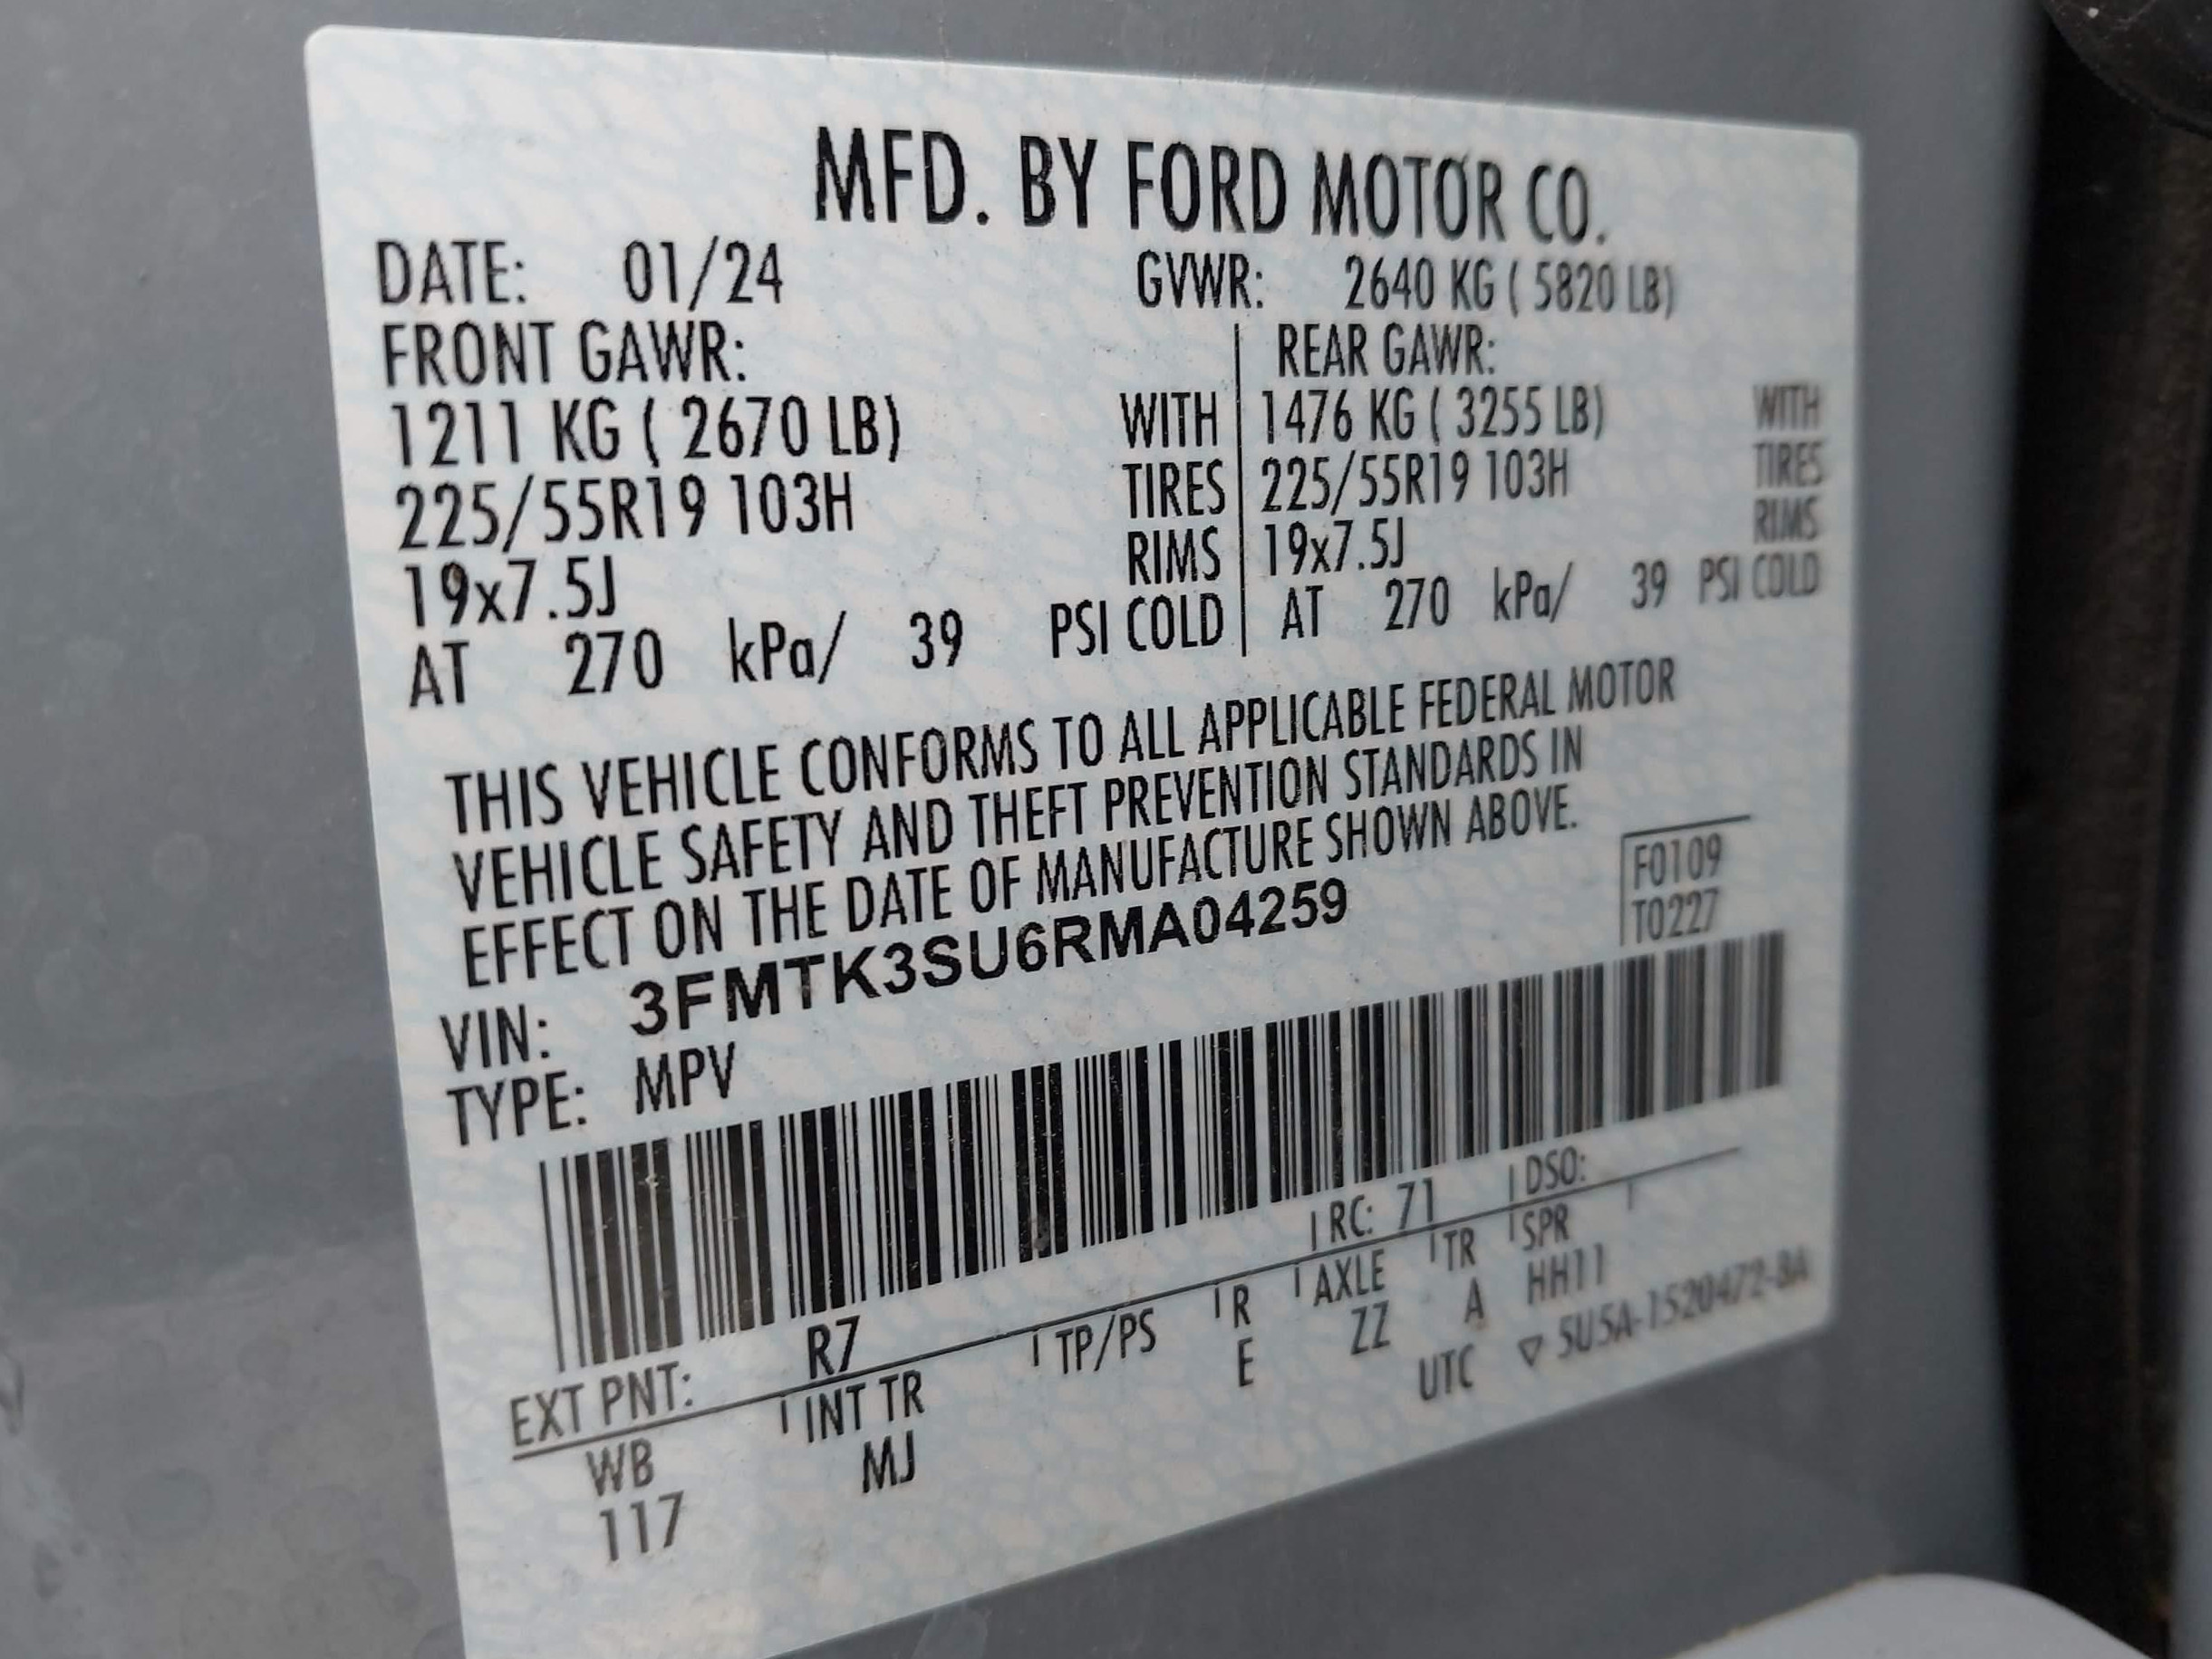 MFD. BY FORD MOTOR CO.
DATE: 01/24 GVWR: 2640 KG ( 5820 LB)
FRONT GAWR: REAR GAWR:
1211 KG ( 2670 LB) WITH 1476 KG ( 3255 LB) WITH
225/55R19 103H TIRES 225/55R19 103H TIRES
19x7.5J RIMS 19x7.5J RIMS
AT 270 kPa/ 39 PSI COLD AT 270 kPa/ 39 PSI COLD
THIS VEHICLE CONFORMS TO ALL APPLICABLE FEDERAL MOTOR
VEHICLE SAFETY AND THEFT PREVENTION STANDARDS IN
EFFECT ON THE DATE OF MANUFACTURE SHOWN ABOVE.
F0109
T0227
VIN: 3FMTK3SU6RMA04259
TYPE: MPV
EXT PNT: R7 RC: 71 DSO:
WB INT TR TP/PS R AXLE TR SPR
117 MJ E ZZ A HH11
UTC ▽ 5U5A-1520472-BA